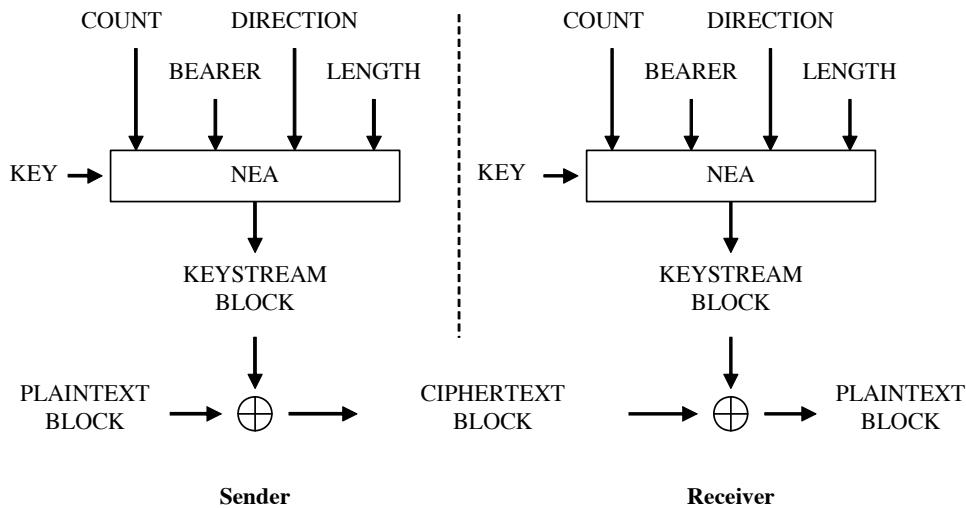 COUNT DIRECTION
BEARER LENGTH
KEY NEA
KEYSTREAM
BLOCK
PLAINTEXT
BLOCK
CIPHERTEXT
BLOCK
Sender
COUNT DIRECTION
BEARER LENGTH
KEY NEA
KEYSTREAM
BLOCK
PLAINTEXT
BLOCK
Receiver